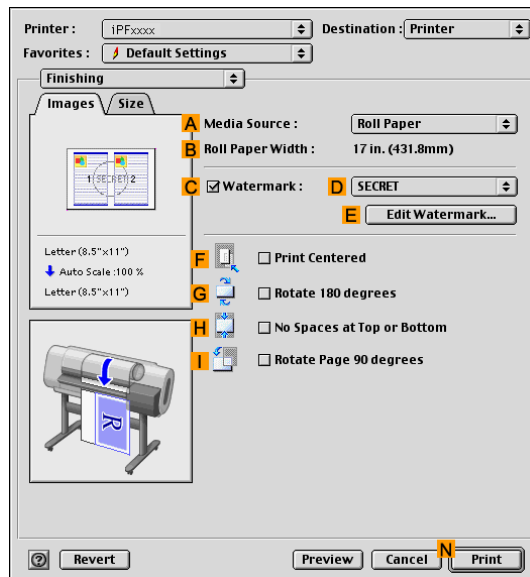 Printer : iPFxxxx Destination : Printer
Favorites : Default Settings
Finishing
Images Size
A Media Source : Roll Paper
B Roll Paper Width : 17 in. (431.8mm)
1 SECRET 2
C Watermark : D SECRET
E Edit Watermark...
Letter (8.5"x11")
F Print Centered
Auto Scale :100 %
Letter (8.5"x11")
G Rotate 180 degrees
H No Spaces at Top or Bottom
I Rotate Page 90 degrees
R
N
? Revert Preview Cancel Print